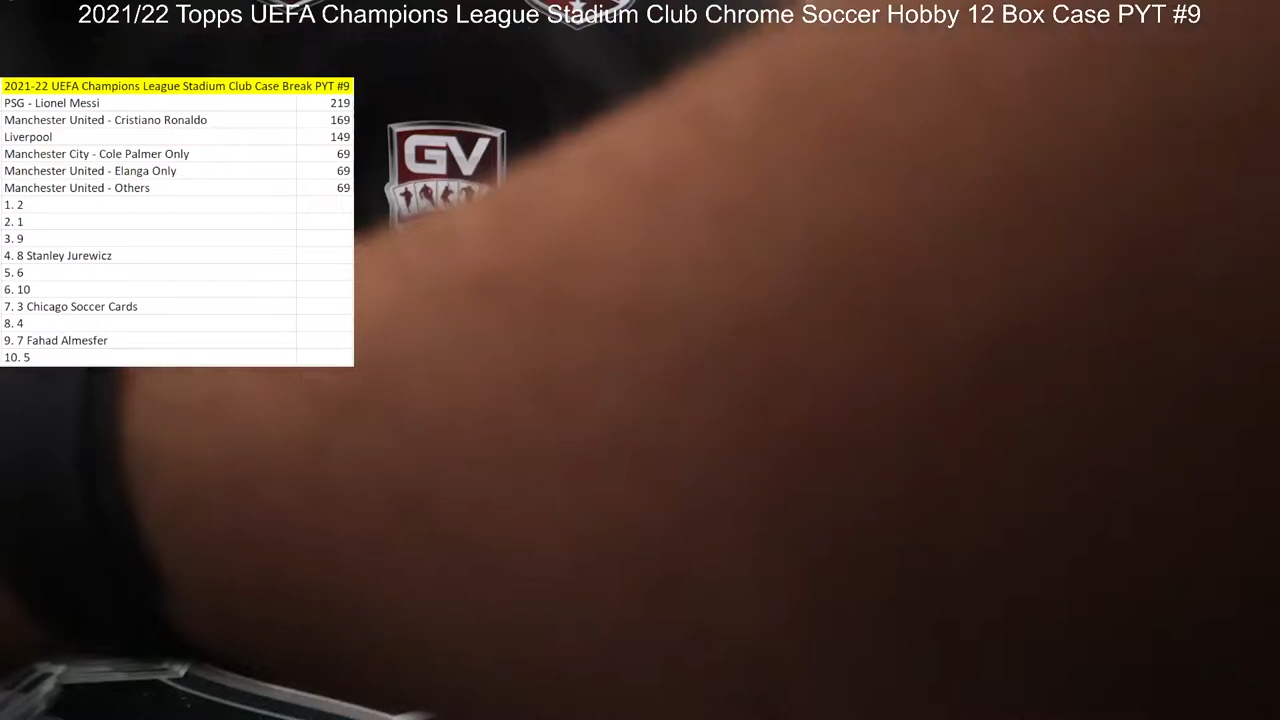 2021/22 Topps UEFA Champions League Stadium Club Chrome Soccer Hobby 12 Box Case PYT #9
2021-22 UEFA Champions League Stadium Club Case Break PYT #9
PSG - Lionel Messi 219
Manchester United - Cristiano Ronaldo 169
Liverpool 149
Manchester City - Cole Palmer Only 69
Manchester United - Elanga Only 69
Manchester United - Others 69
1. 2
2. 1
3. 9
4. 8 Stanley Jurewicz
5. 6
6. 10
7. 3 Chicago Soccer Cards
8. 4
9. 7 Fahad Almesfer
10. 5
GV